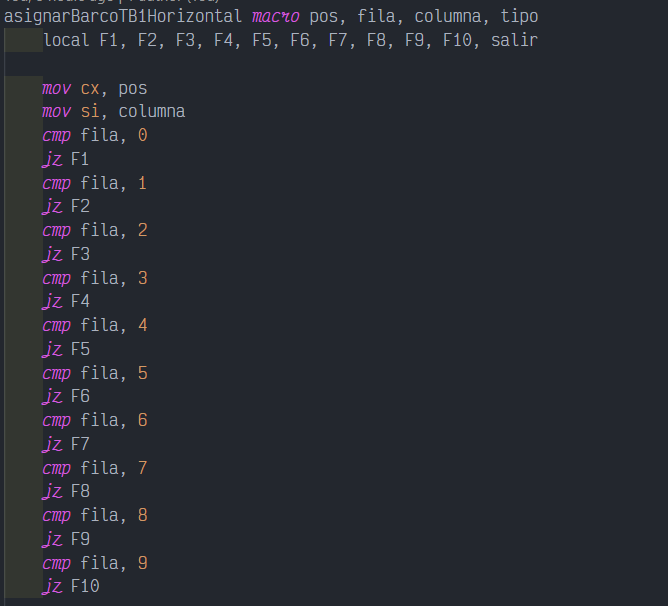 asignarBarcoTB1Horizontal macro pos, fila, columna, tipo
local F1, F2, F3, F4, F5, F6, F7, F8, F9, F10, salir
mov cx, pos
mov si, columna
cmp fila, 0
jz F1
cmp fila, 1
jz F2
cmp fila, 2
jz F3
cmp fila, 3
jz F4
cmp fila, 4
jz F5
cmp fila, 5
jz F6
cmp fila, 6
jz F7
cmp fila, 7
jz F8
cmp fila, 8
jz F9
cmp fila, 9
jz F10